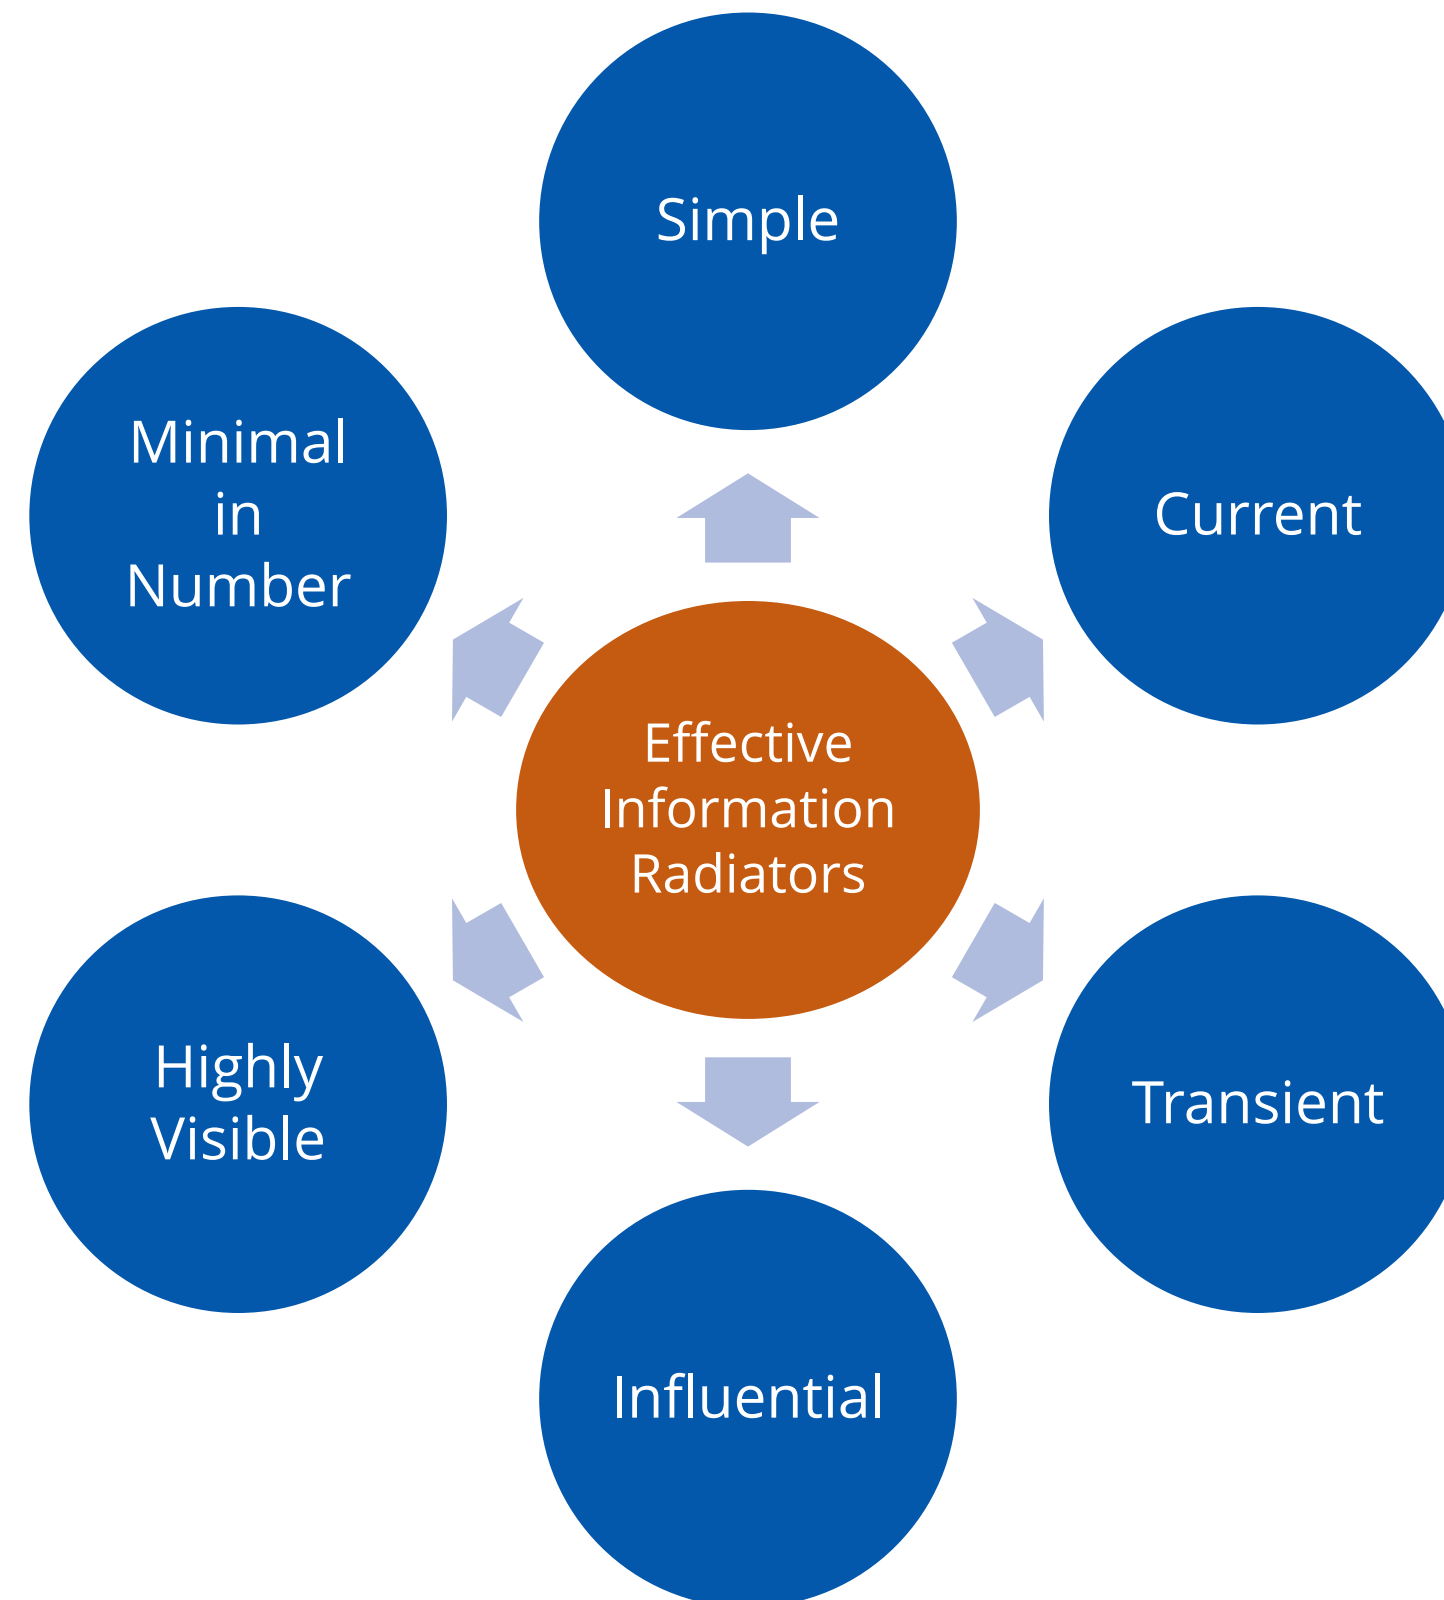 Simple
Minimal
in
Number
Current
Effective
Information
Radiators
Highly
Visible
Transient
Influential